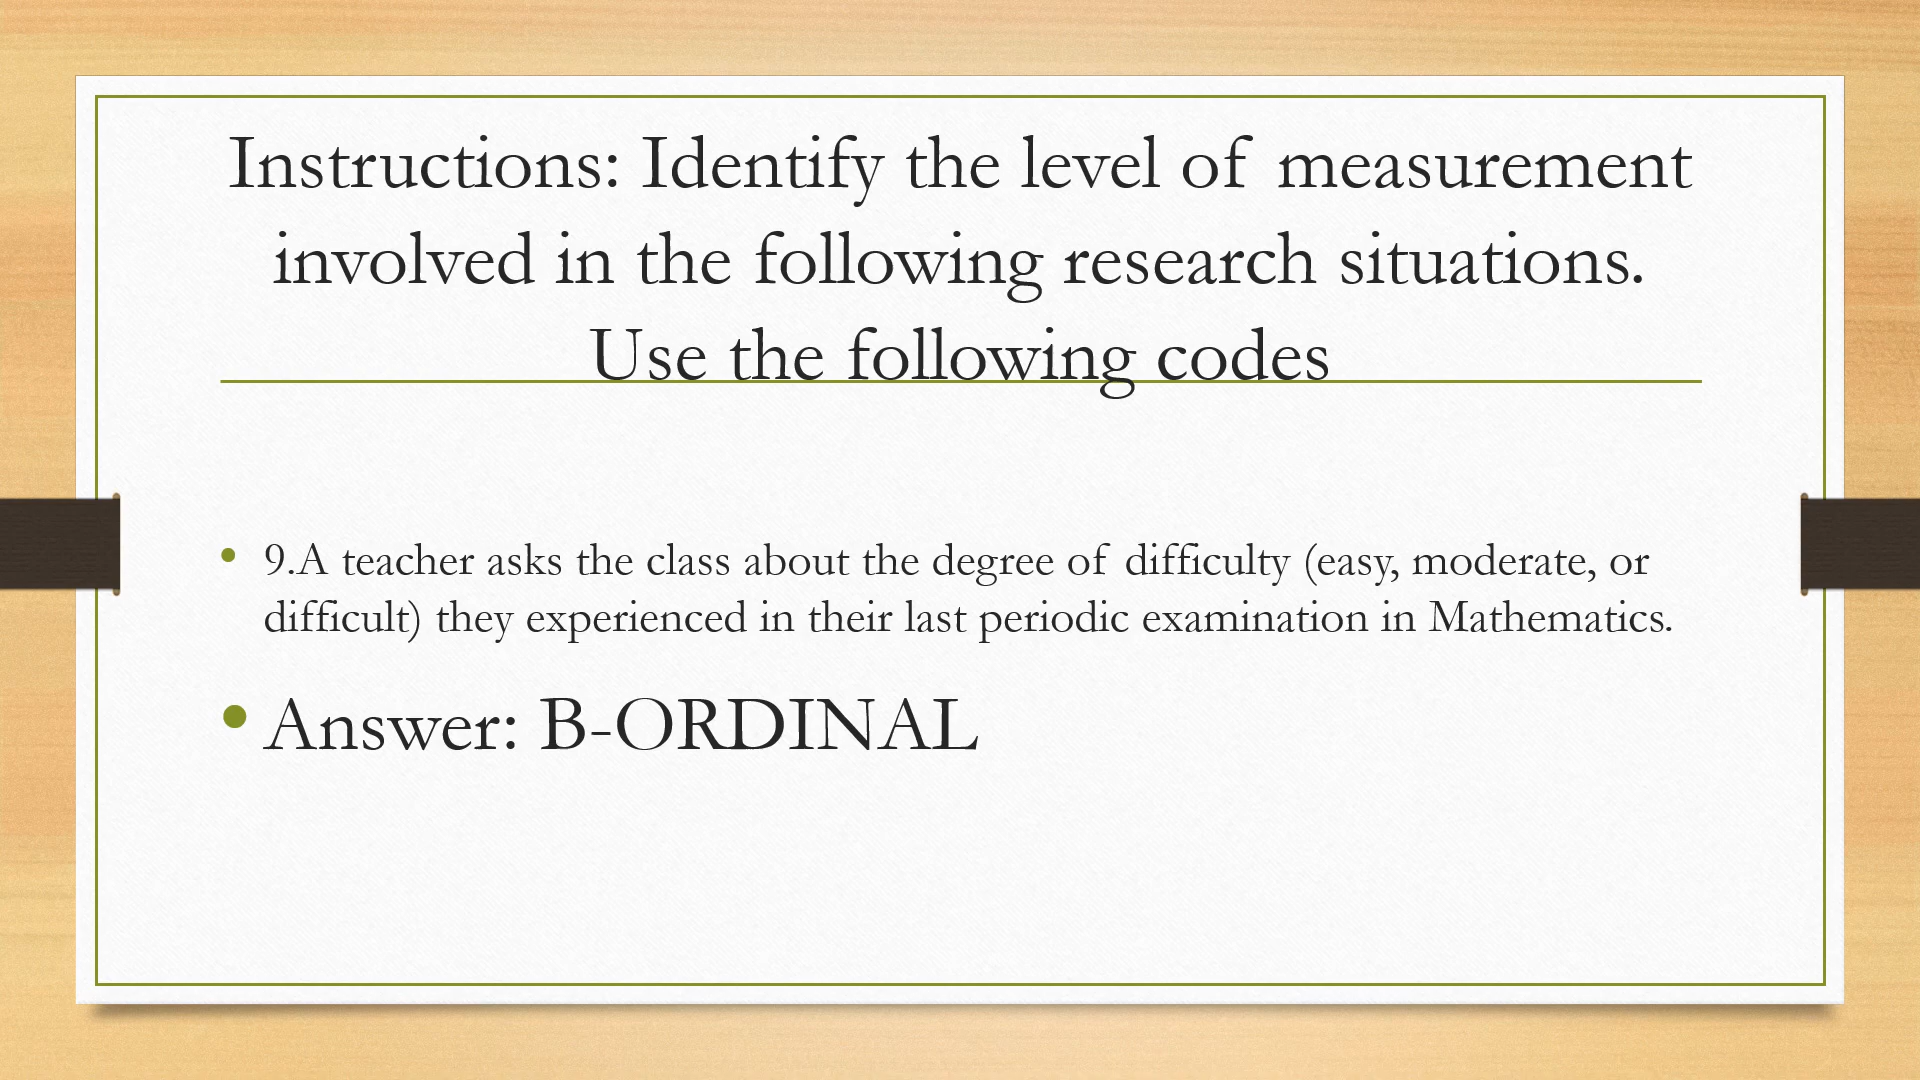 Instructions: Identify the level of measurement
involved in the following research situations.
Use the following codes
• 9.A teacher asks the class about the degree of difficulty (easy, moderate, or
difficult) they experienced in their last periodic examination in Mathematics.
• Answer: B-ORDINAL